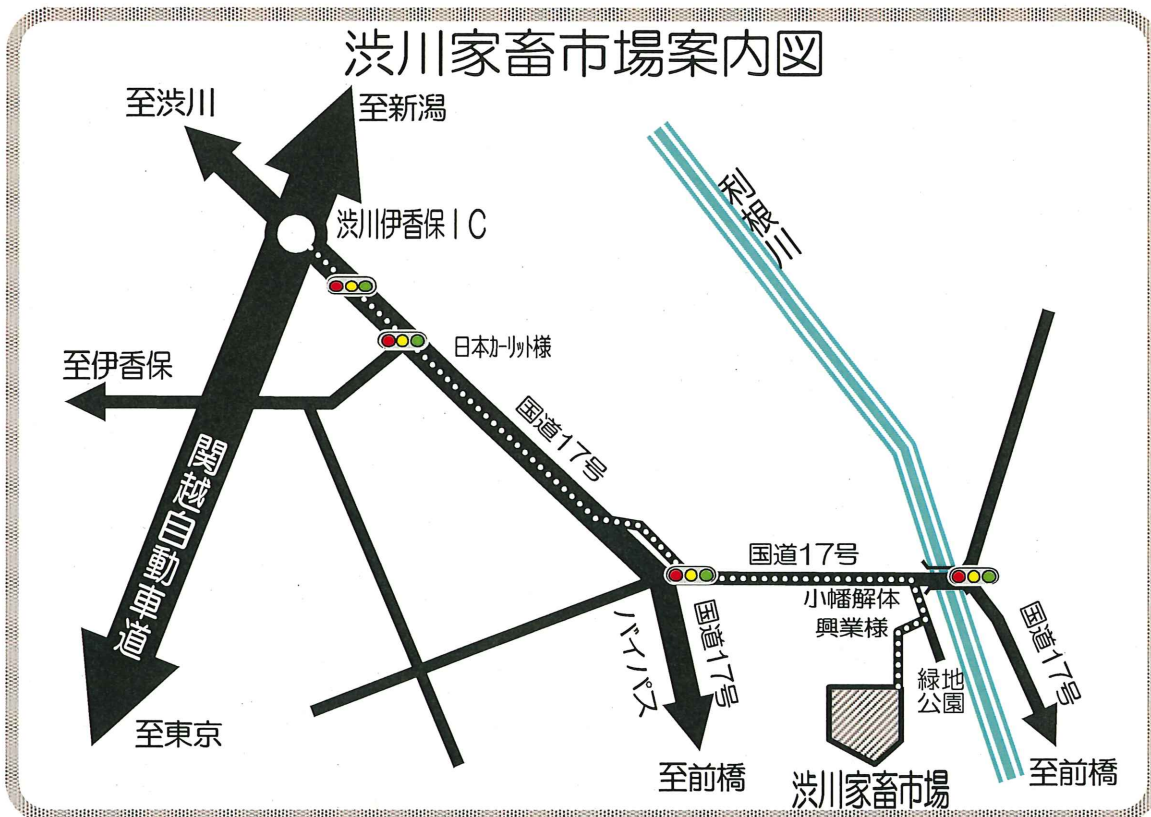 渋川家畜市場案内図
至渋川
至新潟
渋川伊香保IC
利根川
日本カーリット様
至伊香保
国道17号
関越自動車道
国道17号
小幡解体
興業様
バイパス
国道17号
緑地
公園
国道17号
至東京
至前橋
渋川家畜市場
至前橋